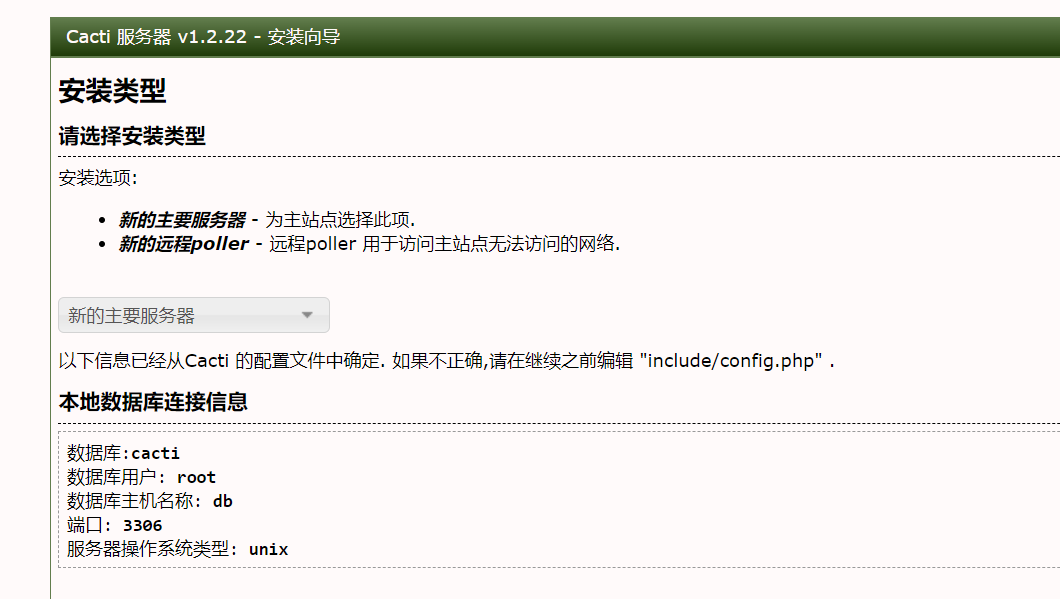 Cacti 服务器 v1.2.22 - 安装向导
安装类型
请选择安装类型
安装选项:
新的主要服务器 - 为主站点选择此项.
新的远程poller - 远程poller 用于访问主站点无法访问的网络.
新的主要服务器
以下信息已经从Cacti 的配置文件中确定. 如果不正确,请在继续之前编辑 "include/config.php" .
本地数据库连接信息
数据库:cacti
数据库用户: root
数据库主机名称: db
端口: 3306
服务器操作系统类型: unix